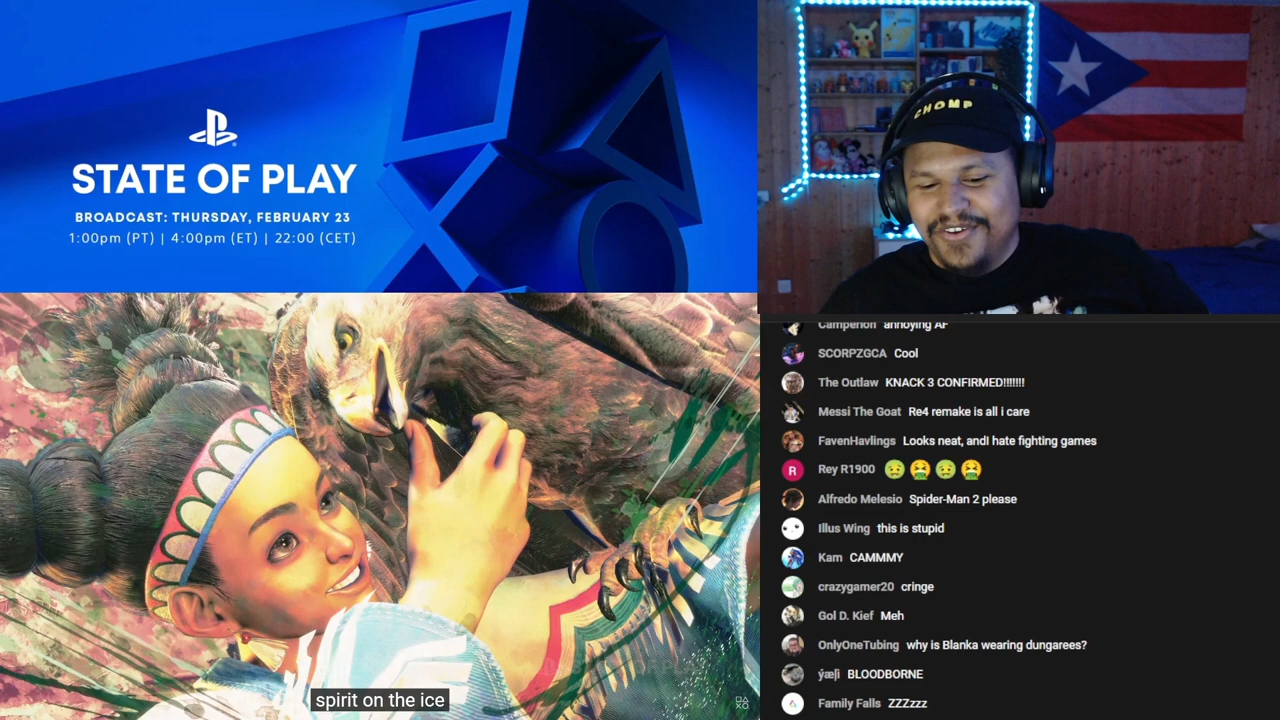 STATE OF PLAY
BROADCAST: THURSDAY, FEBRUARY 23
1:00pm (PT) | 4:00pm (ET) | 22:00 (CET)
CHOMP
spirit on the ice
Camperion annoying AF
SCORPZGCA Cool
The Outlaw KNACK 3 CONFIRMED!!!!!!!
Messi The Goat Re4 remake is all i care
FavenHavlings Looks neat, andI hate fighting games
R Rey R1900 🤢 🤮 🤢 🤮
Alfredo Melesio Spider-Man 2 please
Illus Wing this is stupid
Kam CAMMMY
crazygamer20 cringe
Gol D. Kief Meh
OnlyOneTubing why is Blanka wearing dungarees?
BLOODBORNE
Family Falls ZZZzzz